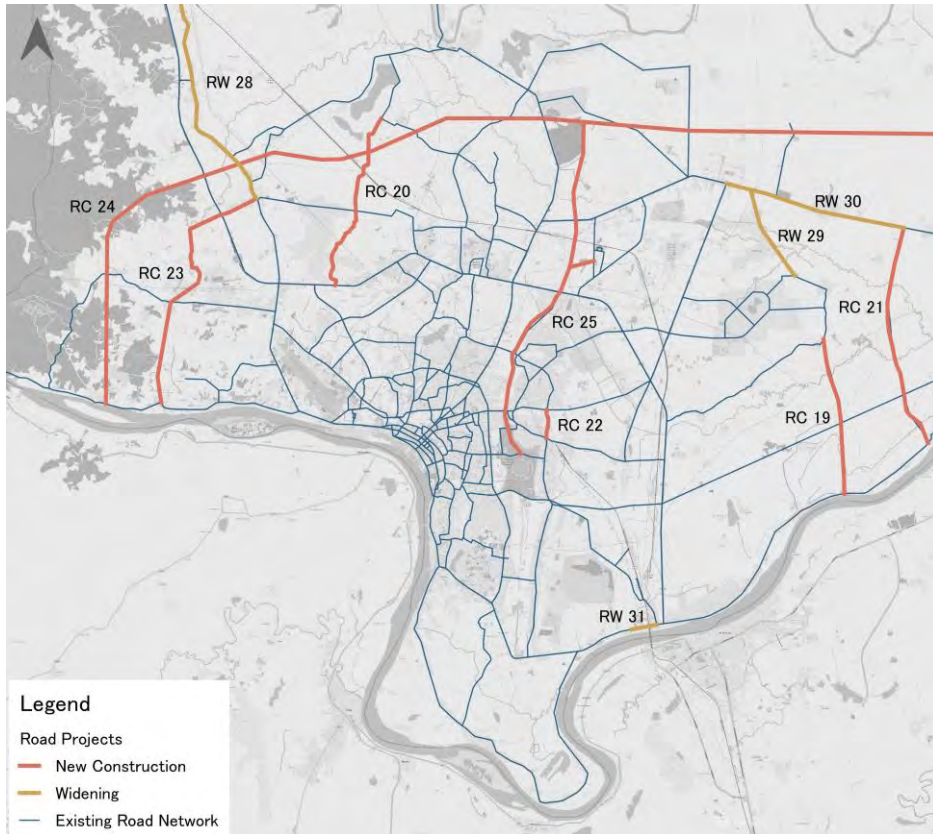 RW 28
RC 20
RC 24
RW 30
RW 29
RC 23
RC 21
RC 25
RC 22
RC 19
RW 31
Legend
Road Projects
New Construction
Widening
Existing Road Network